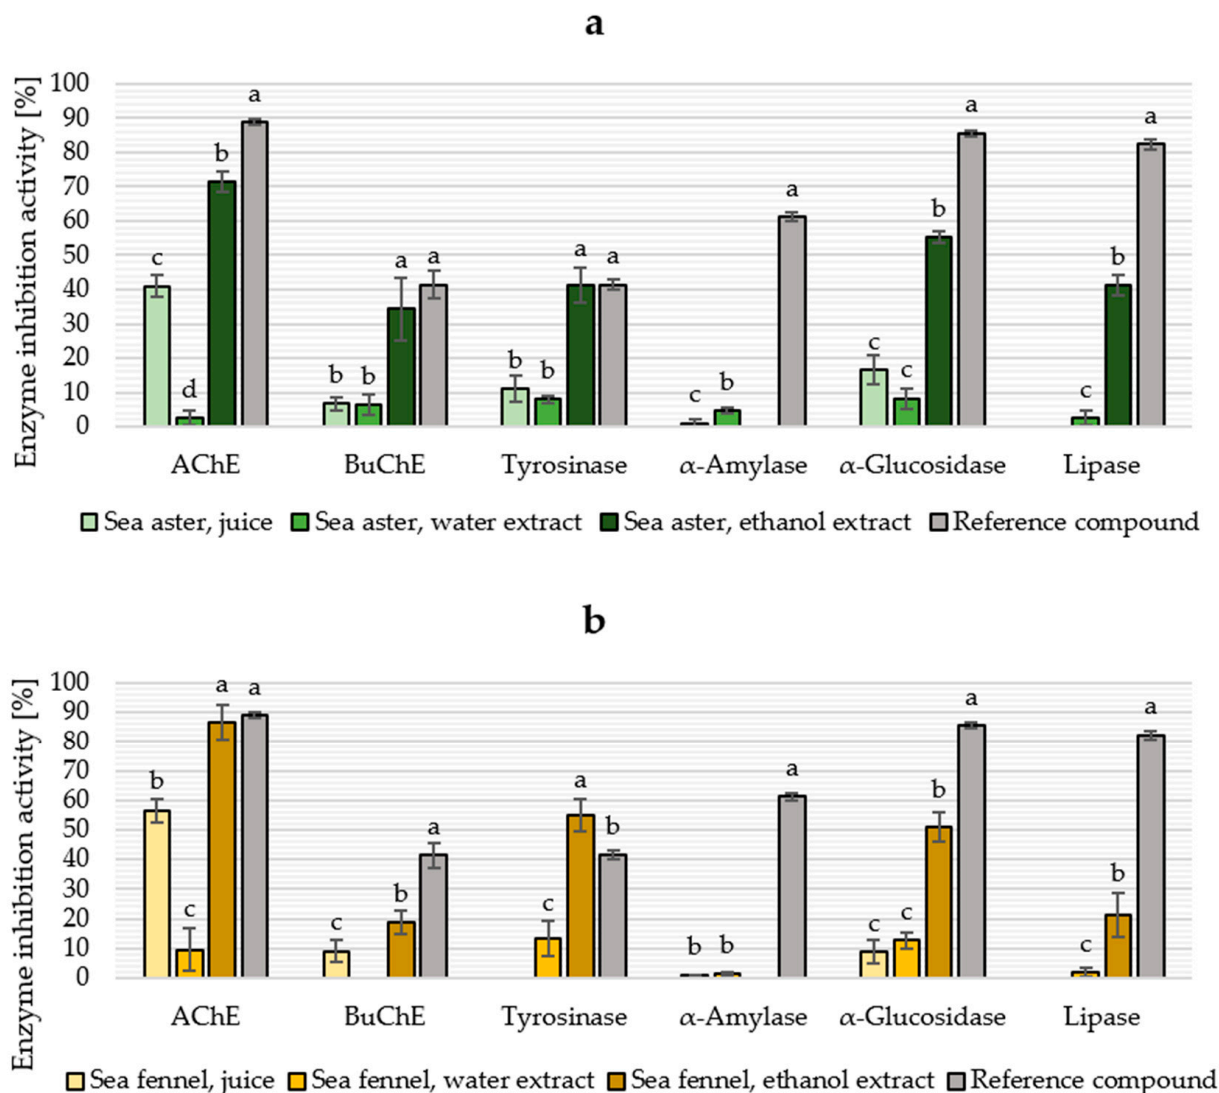 a
Enzyme inhibition activity [%]
100
90
80
70
60
50
40
30
20
10
0
c d b a
b b a a
b b a a
c b a
c c b a
c b a
AChE BuChE Tyrosinase α-Amylase α-Glucosidase Lipase
Sea aster, juice Sea aster, water extract Sea aster, ethanol extract Reference compound
b
Enzyme inhibition activity [%]
100
90
80
70
60
50
40
30
20
10
0
b c a a
c b a
c a b
b b a
c c b a
c b a
AChE BuChE Tyrosinase α-Amylase α-Glucosidase Lipase
Sea fennel, juice Sea fennel, water extract Sea fennel, ethanol extract Reference compound